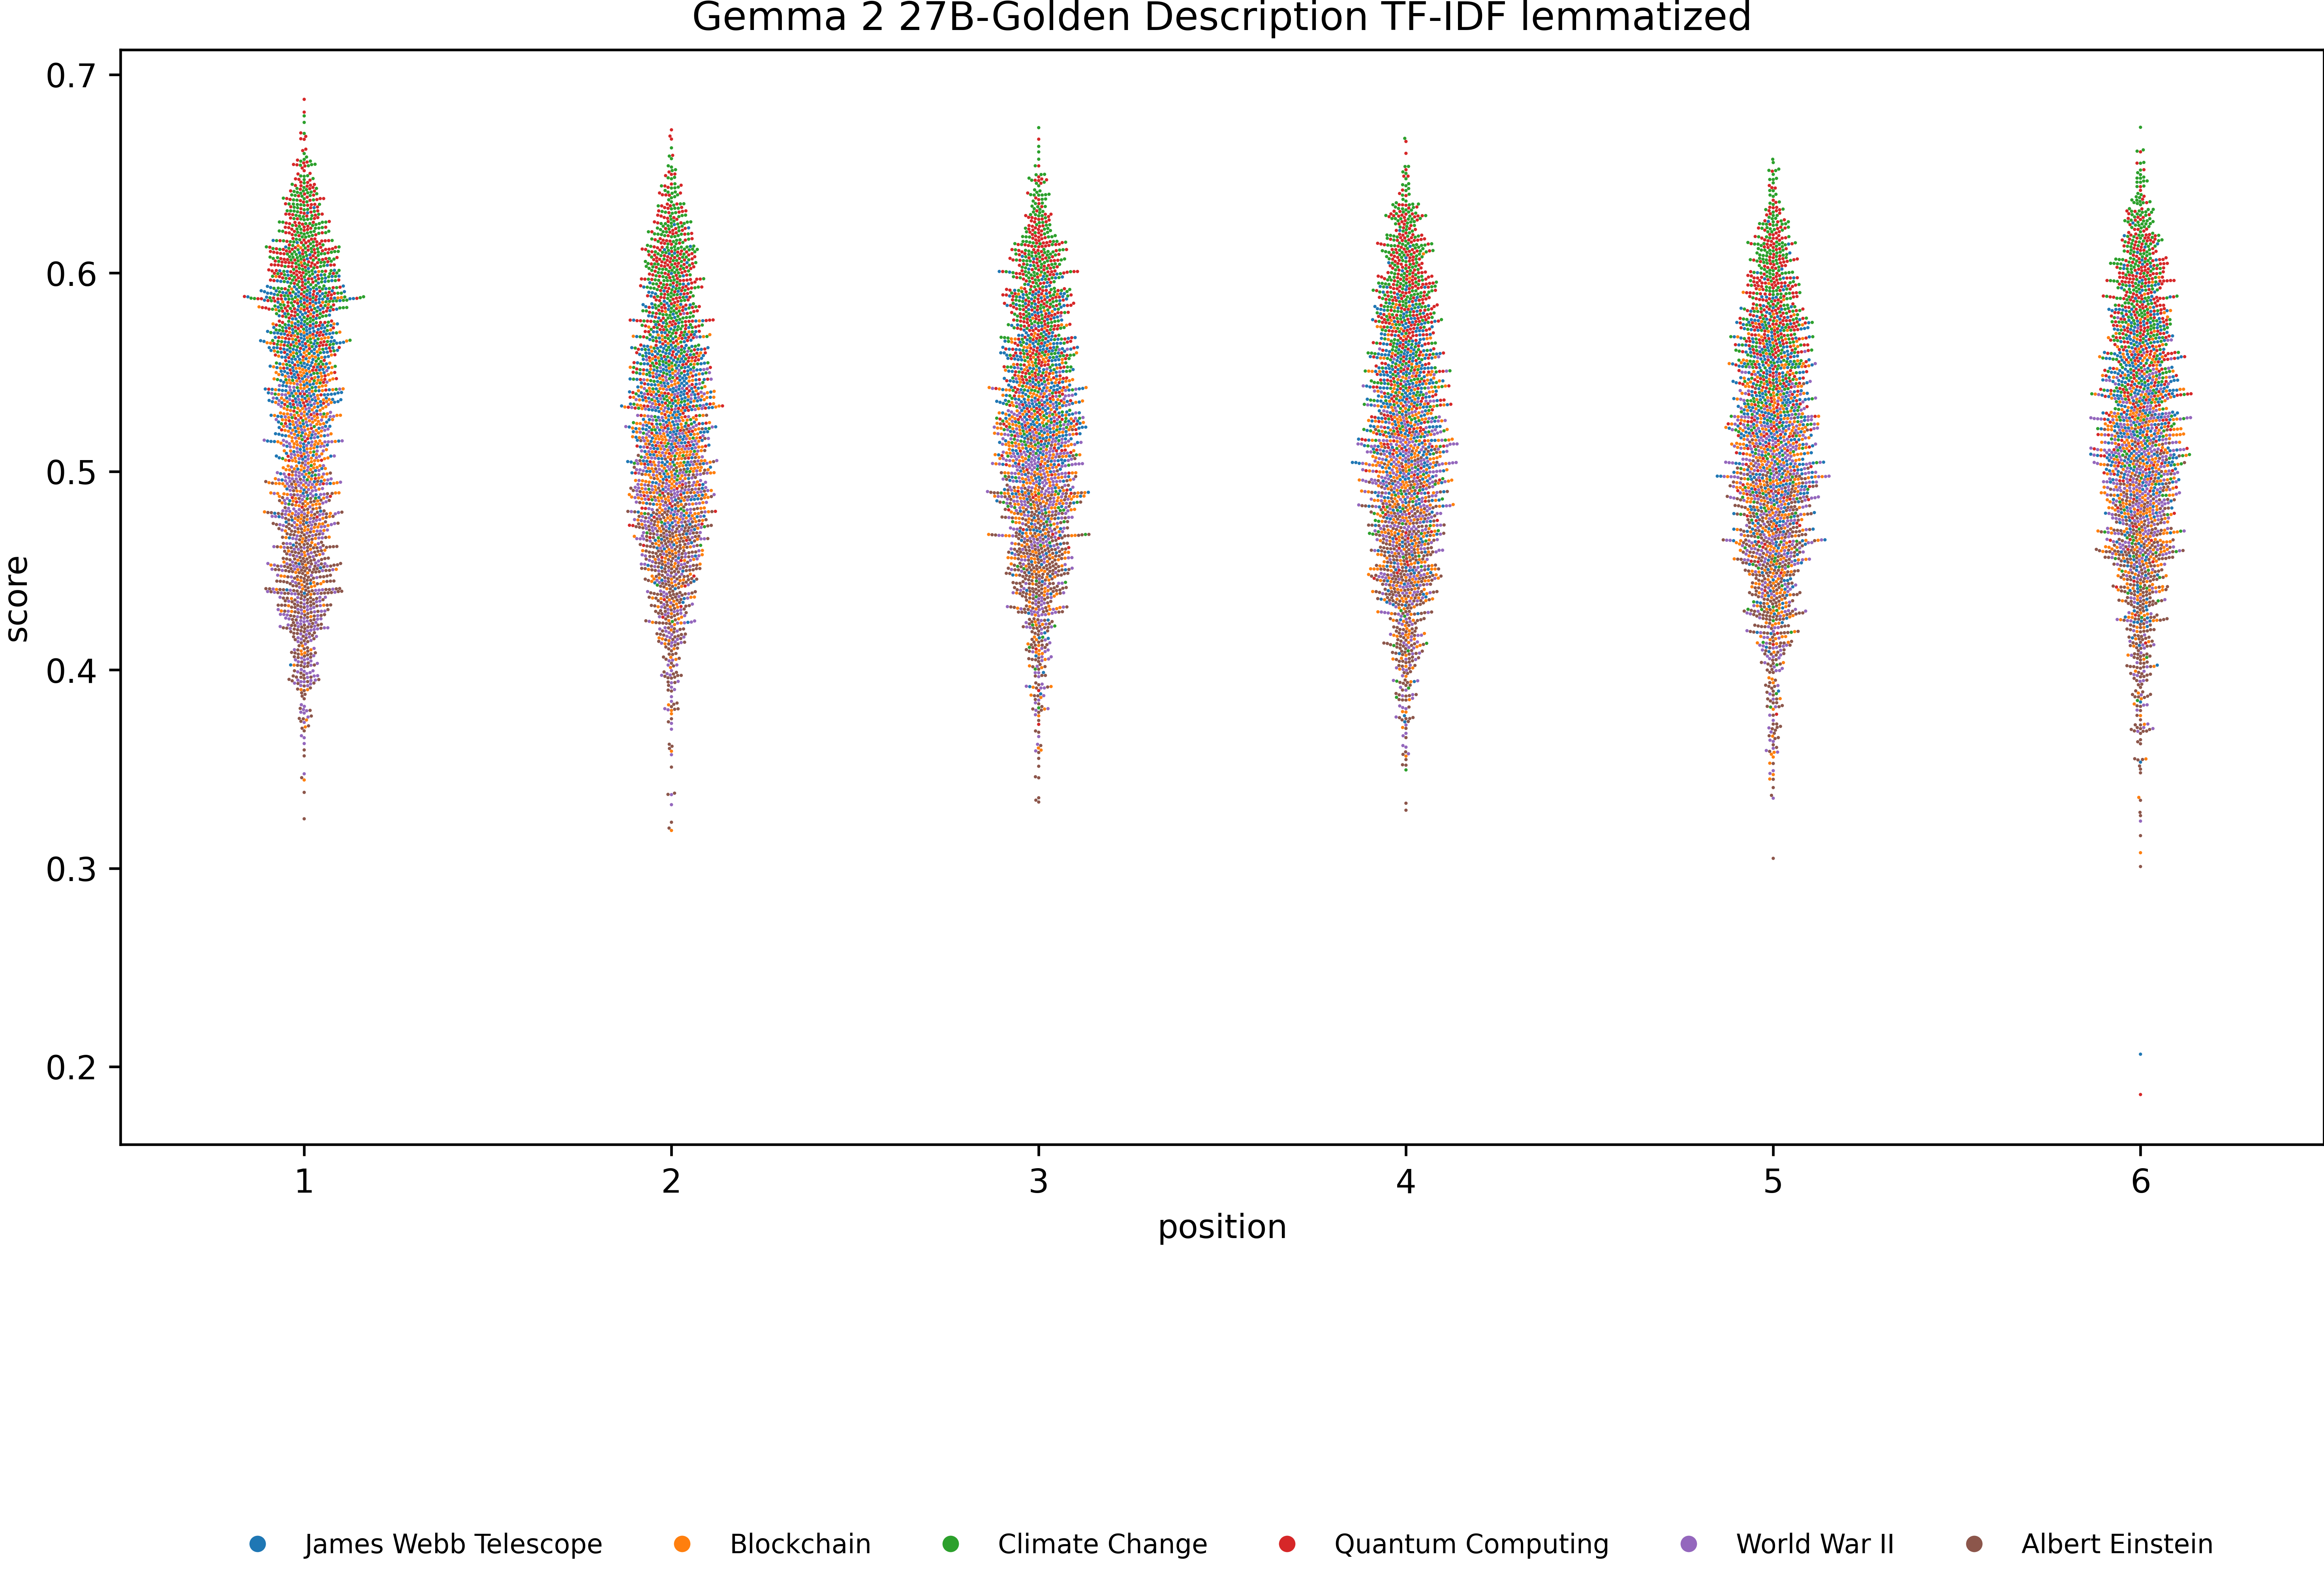 Gemma 2 27B-Golden Description TF-IDF lemmatized
0.7
0.6
0.5
0.4
0.3
0.2
score
1 2 3 4 5 6
position
James Webb Telescope Blockchain Climate Change Quantum Computing World War II Albert Einstein